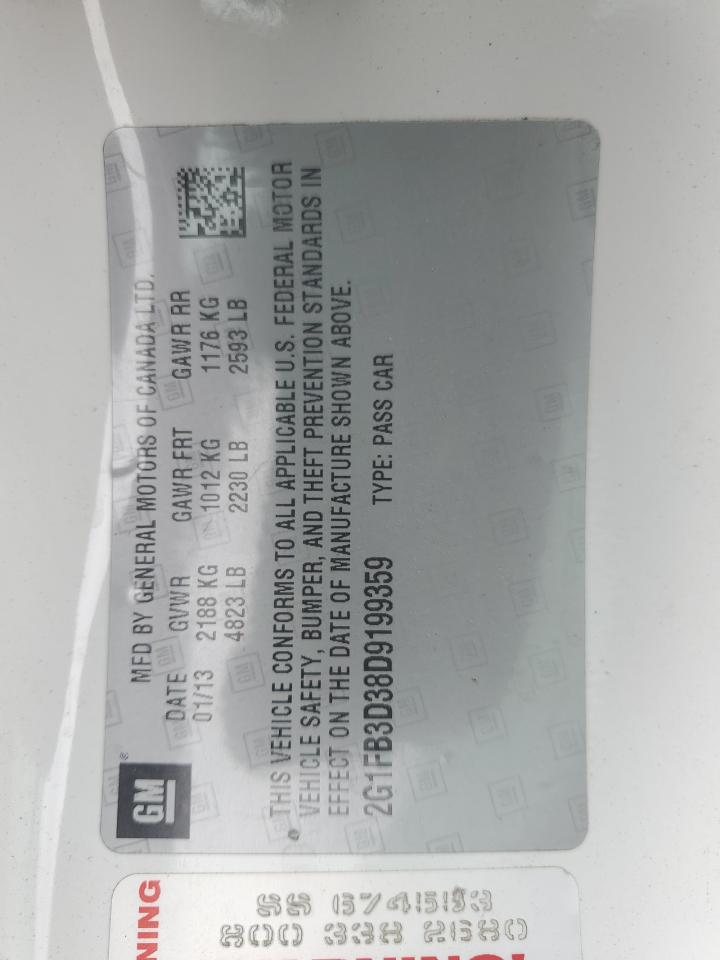 GM
MFD BY GENERAL MOTORS OF CANADA LTD.
DATE GVWR GAWR FRT GAWR RR
01/13 2188 KG 1012 KG 1176 KG
4823 LB 2230 LB 2593 LB
THIS VEHICLE CONFORMS TO ALL APPLICABLE U.S. FEDERAL MOTOR
VEHICLE SAFETY, BUMPER, AND THEFT PREVENTION STANDARDS IN
EFFECT ON THE DATE OF MANUFACTURE SHOWN ABOVE.
2G1FB3D38D9199359 TYPE: PASS CAR